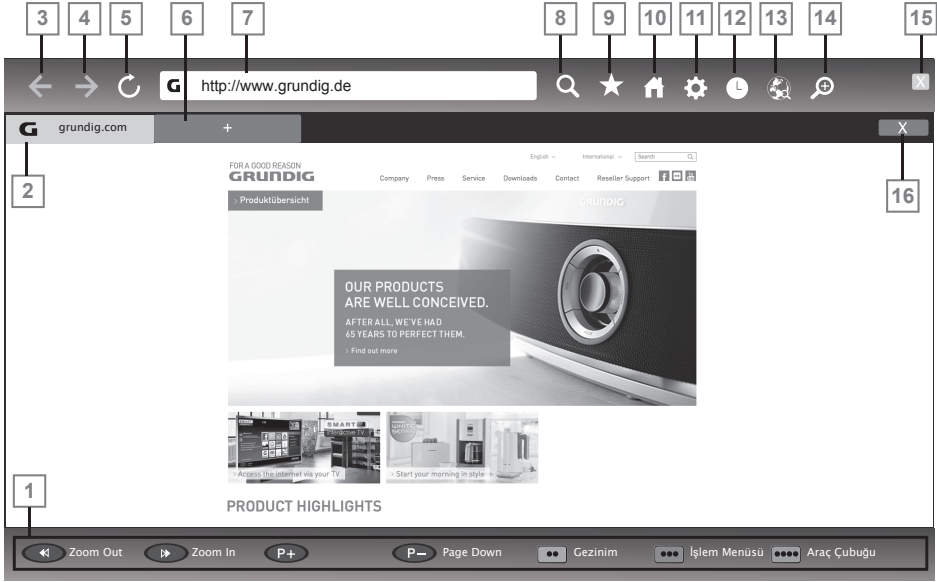 3 4 5 6 7 8 9 10 11 12 13 14 15
G http://www.grundig.de X
G grundig.com + X
2 16
English International Search
FOR A GOOD REASON
GRUNDIG
Company Press Service Downloads Contact Reseller Support
> Produktübersicht
GRUNDIG
OUR PRODUCTS
ARE WELL CONCEIVED.
AFTER ALL, WE'VE HAD
65 YEARS TO PERFECT THEM.
> Find out more
SMART
Interactive TV
> Access the internet via your TV
> Start your morning in style
PRODUCT HIGHLIGHTS
1
Zoom Out Zoom In P+ P– Page Down Gezinim İşlem Menüsü Araç Çubuğu